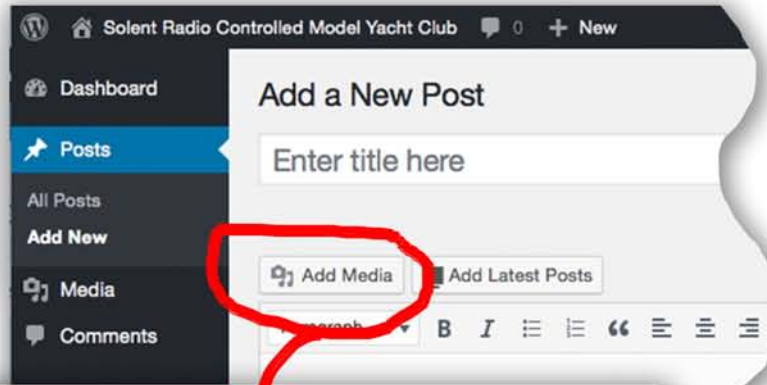 Solent Radio Controlled Model Yacht Club 0 + New
Dashboard
Add a New Post
Posts
Enter title here
All Posts
Add New
Add Media Add Latest Posts
Media
B I
Comments